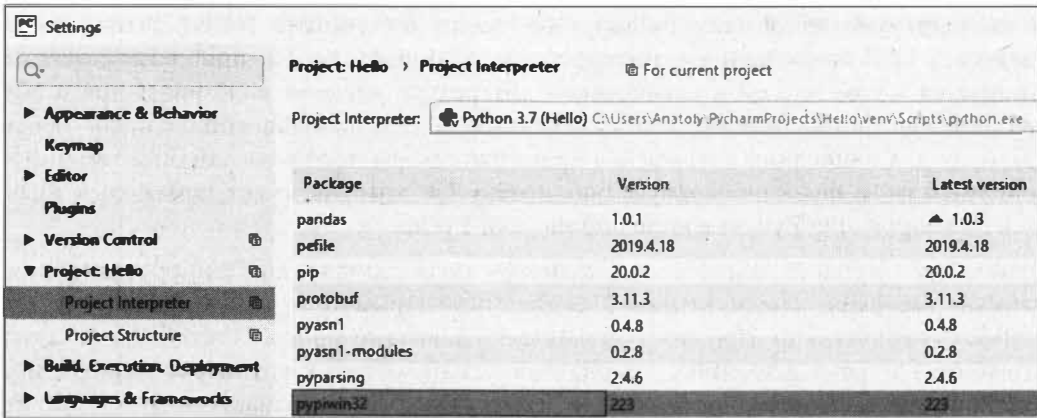 PC Settings
Project: Hello › Project Interpreter For current project
Appearance & Behavior
Keymap
Editor
Plugins
Version Control
Project: Hello
Project Interpreter
Project Structure
Build, Execution, Deployment
Languages & Frameworks
Project Interpreter: Python 3.7 (Hello) C:\Users\Anatoly\PycharmProjects\Hello\venv\Scripts\python.exe
Package Version Latest version
pandas 1.0.1 ▲ 1.0.3
pefile 2019.4.18 2019.4.18
pip 20.0.2 20.0.2
protobuf 3.11.3 3.11.3
pyasn1 0.4.8 0.4.8
pyasn1-modules 0.2.8 0.2.8
pyparsing 2.4.6 2.4.6
pypiwin32 223 223